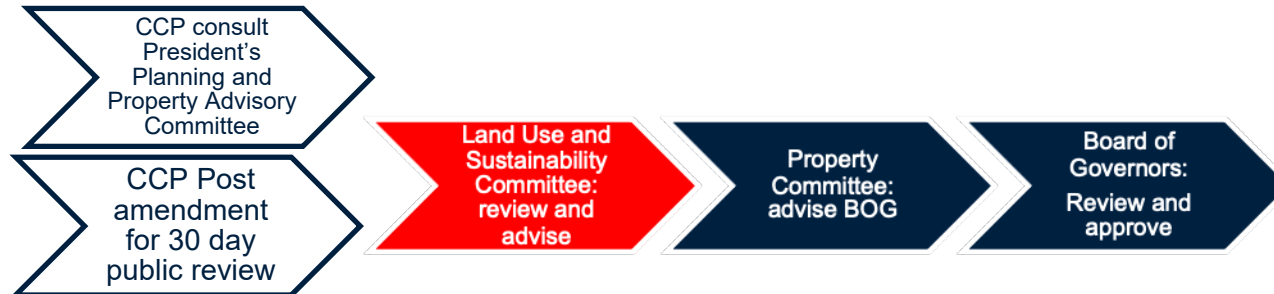 CCP consult
President’s
Planning and
Property Advisory
Committee
CCP Post
amendment
for 30 day
public review
Land Use and
Sustainability
Committee:
review and
advise
Property
Committee:
advise BOG
Board of
Governors:
Review and
approve